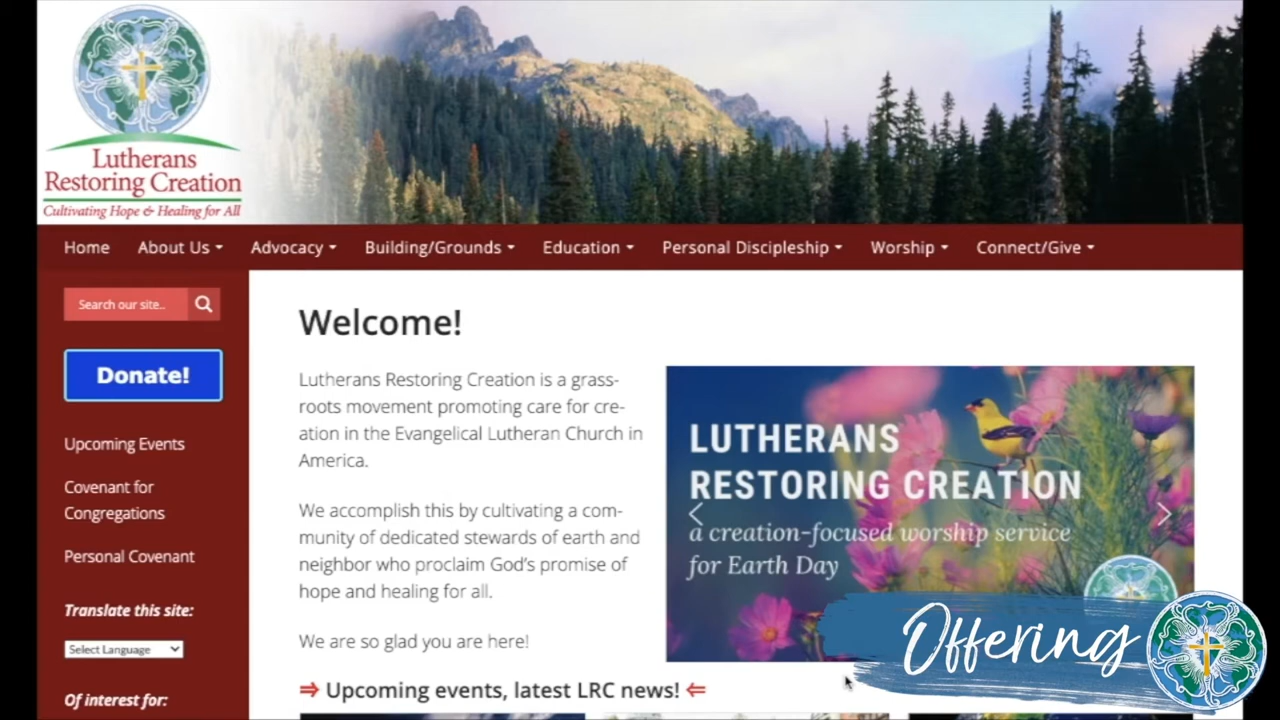 Lutherans
Restoring Creation
Cultivating Hope & Healing for All
Home About Us Advocacy Building/Grounds Education Personal Discipleship Worship Connect/Give
Search our site..
Donate!
Upcoming Events
Covenant for
Congregations
Personal Covenant
Translate this site:
Select Language
Of interest for:
Welcome!
Lutherans Restoring Creation is a grass-
roots movement promoting care for cre-
ation in the Evangelical Lutheran Church in
America.
We accomplish this by cultivating a com-
munity of dedicated stewards of earth and
neighbor who proclaim God's promise of
hope and healing for all.
We are so glad you are here!
⇒ Upcoming events, latest LRC news! ⇐
LUTHERANS
RESTORING CREATION
a creation-focused worship service
for Earth Day
Offering